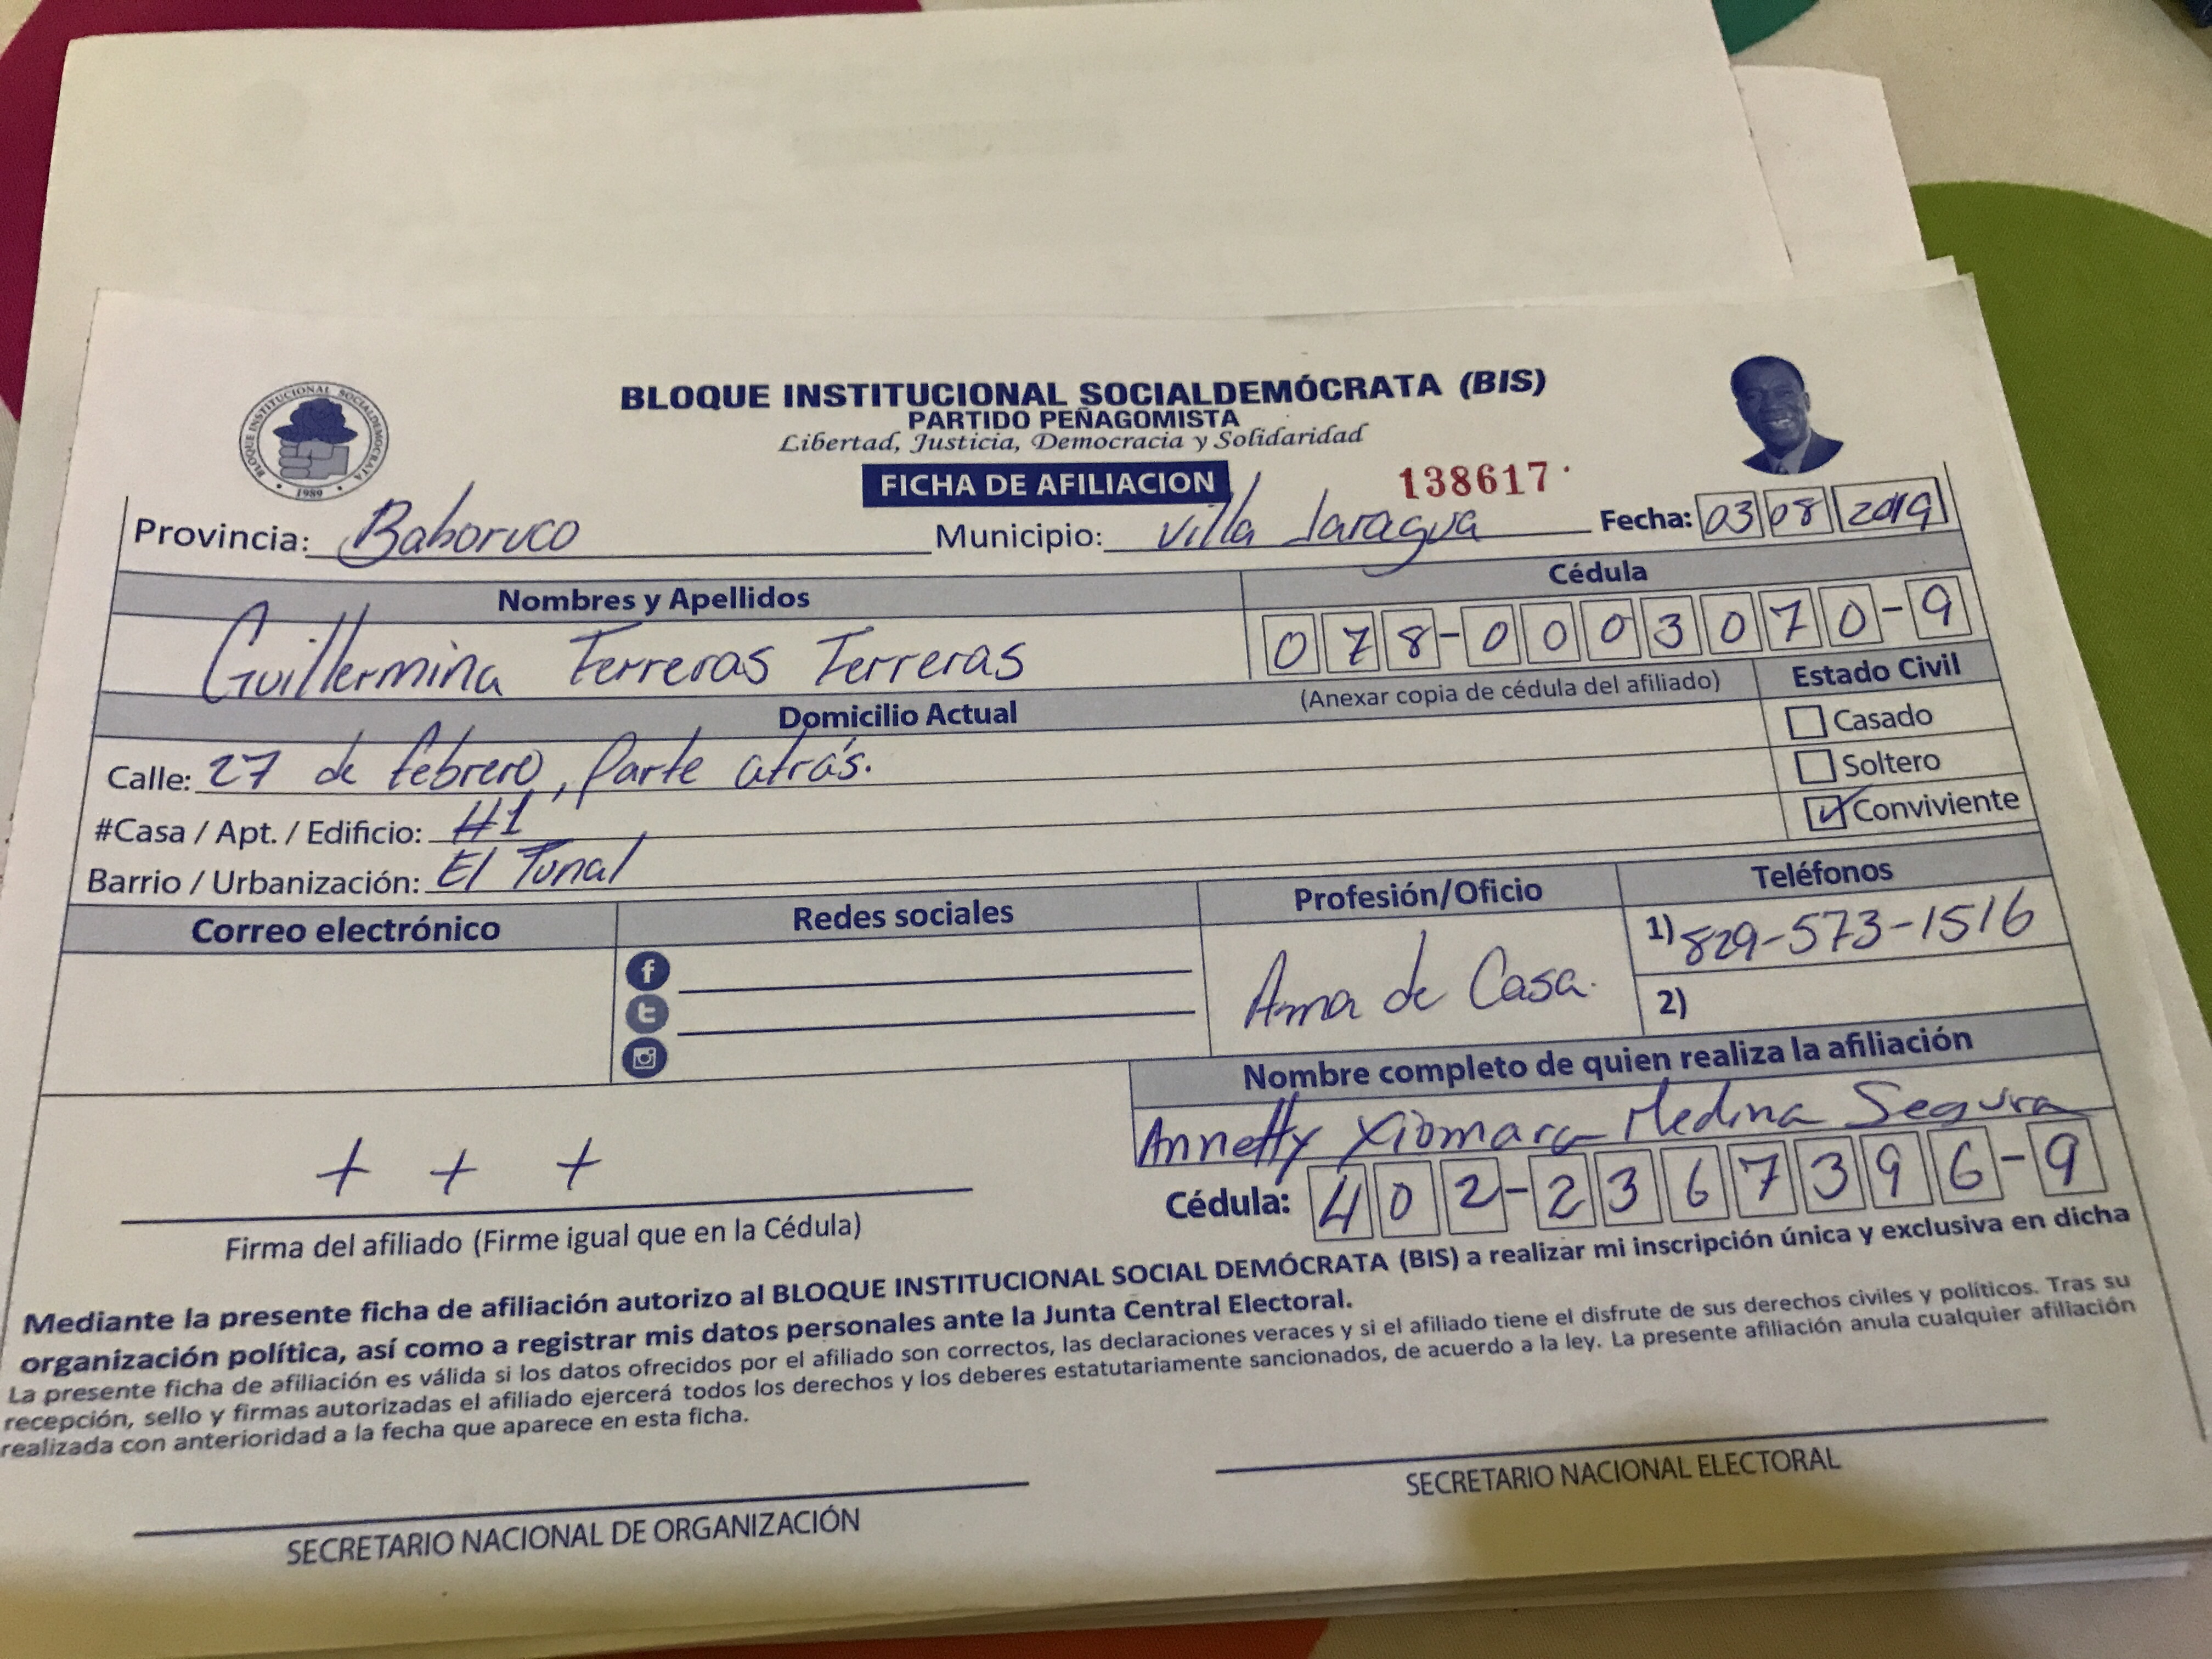 BLOQUE INSTITUCIONAL SOCIALDEMÓCRATA
1989
BLOQUE INSTITUCIONAL SOCIALDEMÓCRATA (BIS)
PARTIDO PEÑAGOMISTA
Libertad, Justicia, Democracia y Solidaridad
FICHA DE AFILIACION 138617
Provincia: Bahoruco Municipio: Villa Jaragua Fecha: 03 08 2019
Nombres y Apellidos Cédula
Guillermina Ferreras Ferreras 078-0003070-9
(Anexar copia de cédula del afiliado) Estado Civil
Domicilio Actual
Casado
Calle: 27 de febrero, Parte atrás.
Soltero
#Casa / Apt. / Edificio: #1
Conviviente
Barrio / Urbanización: El Tunal
Correo electrónico Redes sociales Profesión/Oficio Teléfonos
1) 829-573-1516
Ama de Casa.
2)
Nombre completo de quien realiza la afiliación
Annetty Xiomara Medina Segura
+ + +
Cédula: 402-2367396-9
Firma del afiliado (Firme igual que en la Cédula)
Mediante la presente ficha de afiliación autorizo al BLOQUE INSTITUCIONAL SOCIAL DEMÓCRATA (BIS) a realizar mi inscripción única y exclusiva en dicha
organización política, así como a registrar mis datos personales ante la Junta Central Electoral.
La presente ficha de afiliación es válida si los datos ofrecidos por el afiliado son correctos, las declaraciones veraces y si el afiliado tiene el disfrute de sus derechos civiles y políticos. Tras su
recepción, sello y firmas autorizadas el afiliado ejercerá todos los derechos y los deberes estatutariamente sancionados, de acuerdo a la ley. La presente afiliación anula cualquier afiliación
realizada con anterioridad a la fecha que aparece en esta ficha.
SECRETARIO NACIONAL DE ORGANIZACIÓN
SECRETARIO NACIONAL ELECTORAL